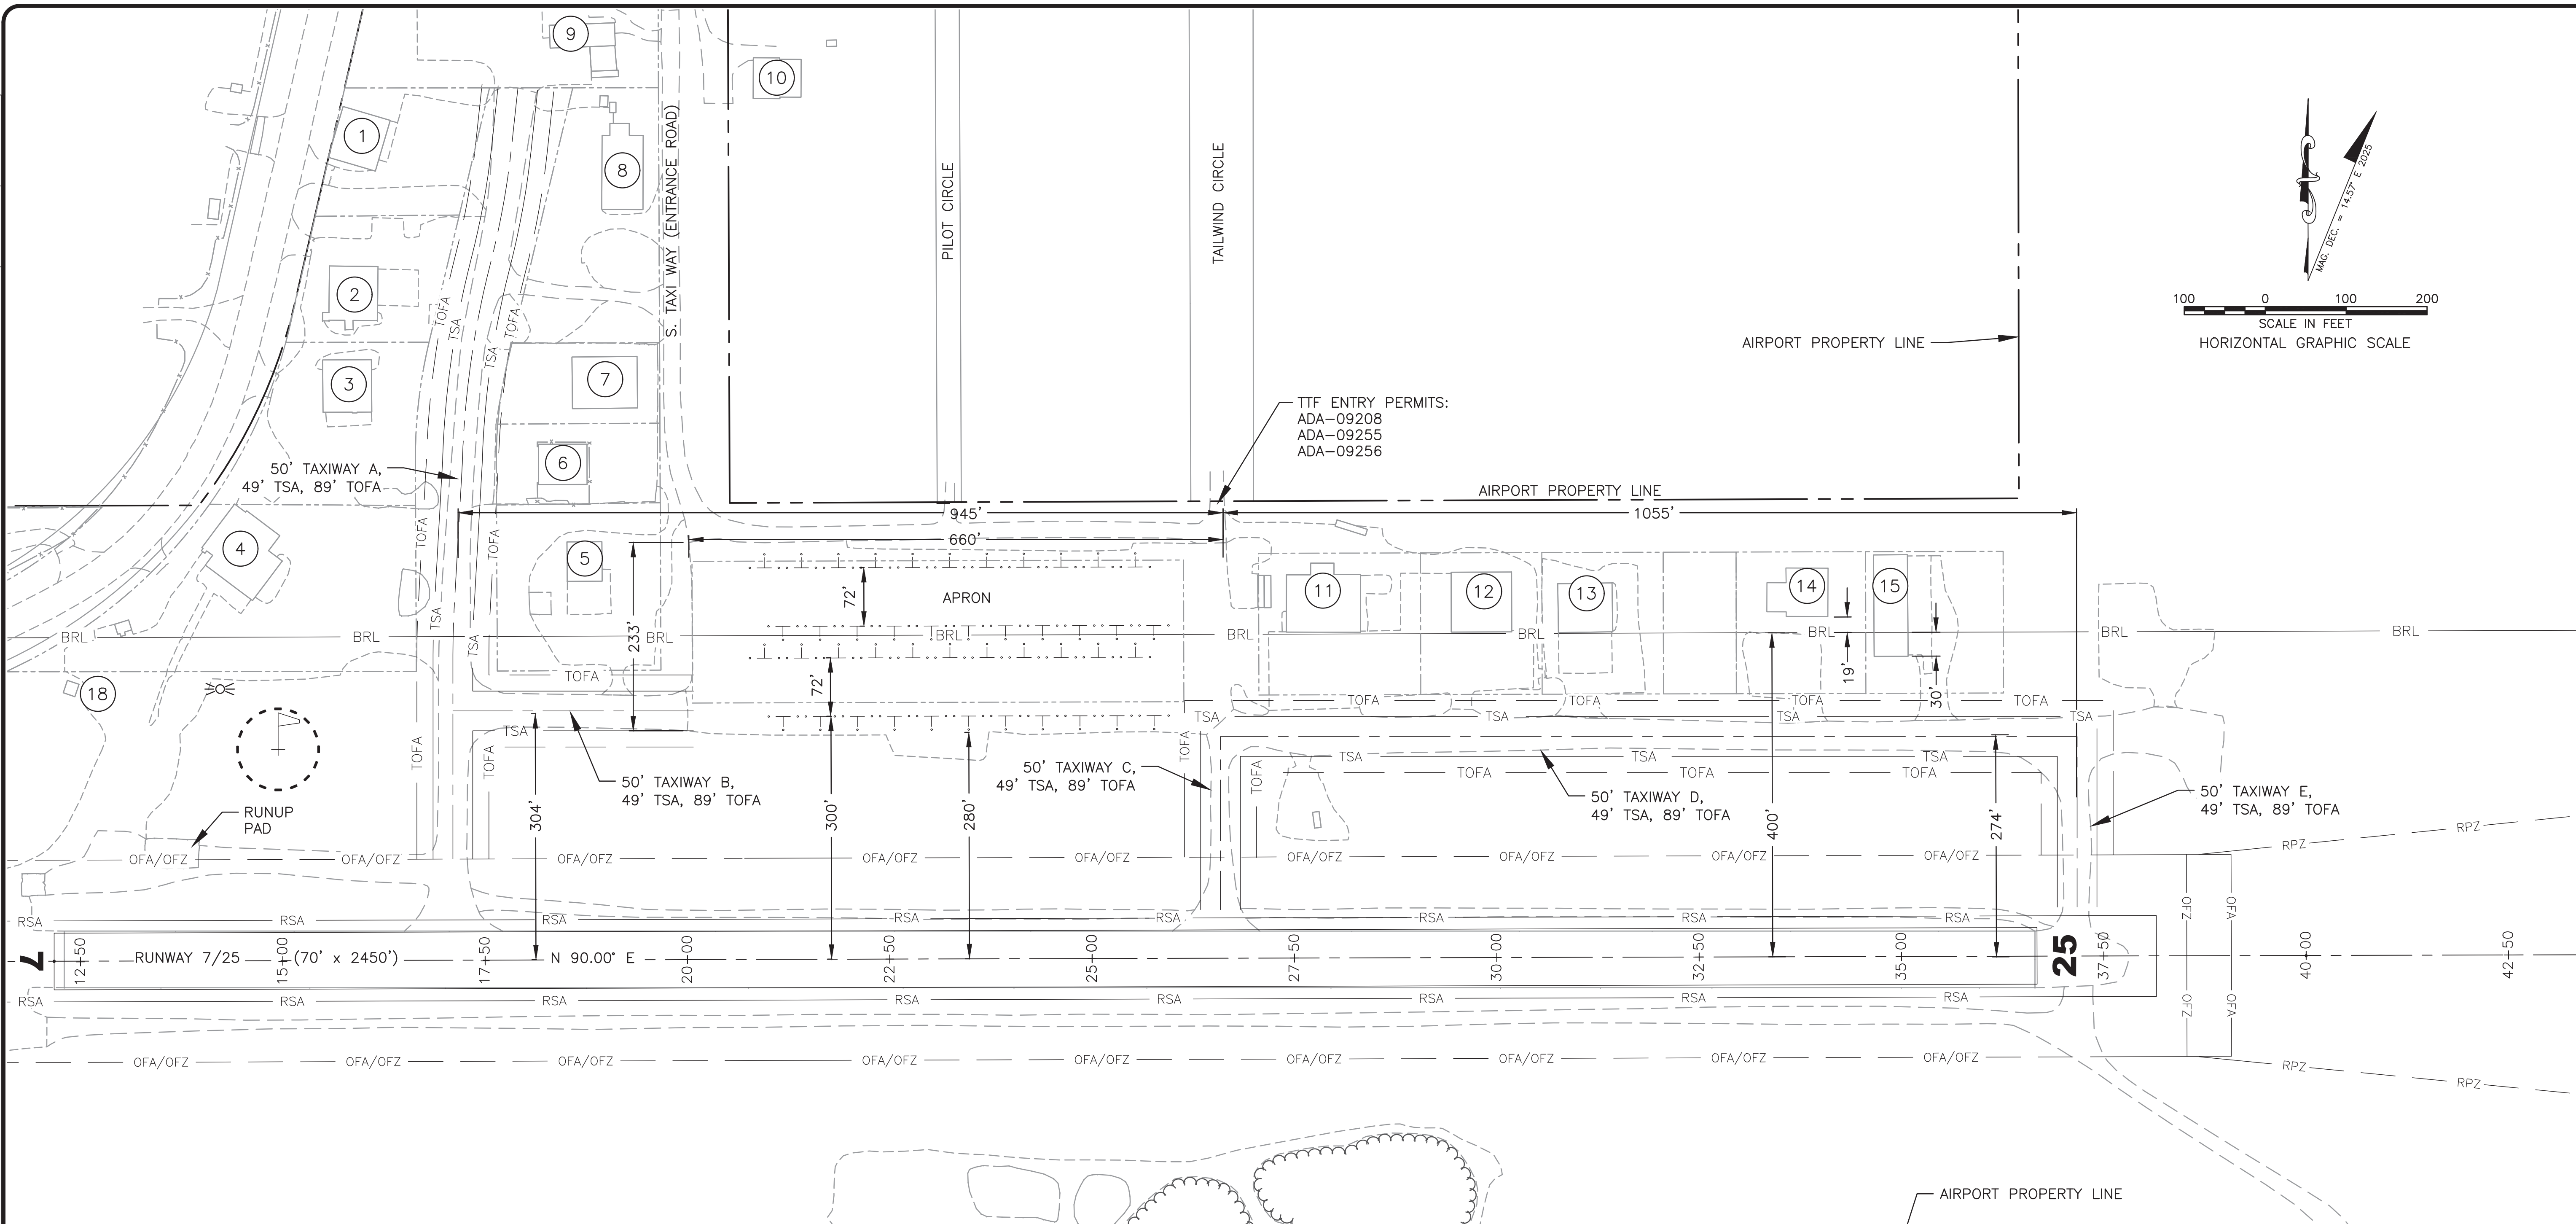 9
10
1
8
S. TAXI WAY (ENTRANCE ROAD)
PILOT CIRCLE
TAILWIND CIRCLE
MAG. DEC. = 14.57° E 2025
100 0 100 200
SCALE IN FEET
HORIZONTAL GRAPHIC SCALE
AIRPORT PROPERTY LINE
2
TOFA
TSA
TOFA
TSA
3
7
6
TTF ENTRY PERMITS:
ADA-09208
ADA-09255
ADA-09256
50' TAXIWAY A,
49' TSA, 89' TOFA
AIRPORT PROPERTY LINE
945'
1055'
660'
TOFA
TOFA
4
5
72'
APRON
11
12
13
14
15
TSA
TSA
BRL BRL BRL BRL BRL BRL BRL BRL BRL
233'
72'
19'
30'
18
TOFA
TOFA TOFA TOFA TOFA
TSA TSA TSA TSA
TSA
TOFA
TOFA
TOFA
TOFA
TSA TSA TSA
TOFA TOFA TOFA
50' TAXIWAY B,
49' TSA, 89' TOFA
50' TAXIWAY C,
49' TSA, 89' TOFA
50' TAXIWAY D,
49' TSA, 89' TOFA
50' TAXIWAY E,
49' TSA, 89' TOFA
304'
300'
280'
400'
274'
RUNUP
PAD
RPZ
RPZ
OFA/OFZ OFA/OFZ OFA/OFZ OFA/OFZ OFA/OFZ OFA/OFZ OFA/OFZ OFA/OFZ OFA/OFZ
OFZ
OFA
RSA RSA RSA RSA RSA RSA RSA RSA
7
12+50
RUNWAY 7/25 (70' x 2450')
15+00
17+50
N 90.00° E
20+00
22+50
25+00
27+50
30+00
32+50
35+00
25
37+50
40+00
42+50
RSA RSA RSA RSA RSA RSA RSA RSA
OFZ
OFA
OFA/OFZ OFA/OFZ OFA/OFZ OFA/OFZ OFA/OFZ OFA/OFZ OFA/OFZ OFA/OFZ OFA/OFZ
RPZ
RPZ
AIRPORT PROPERTY LINE